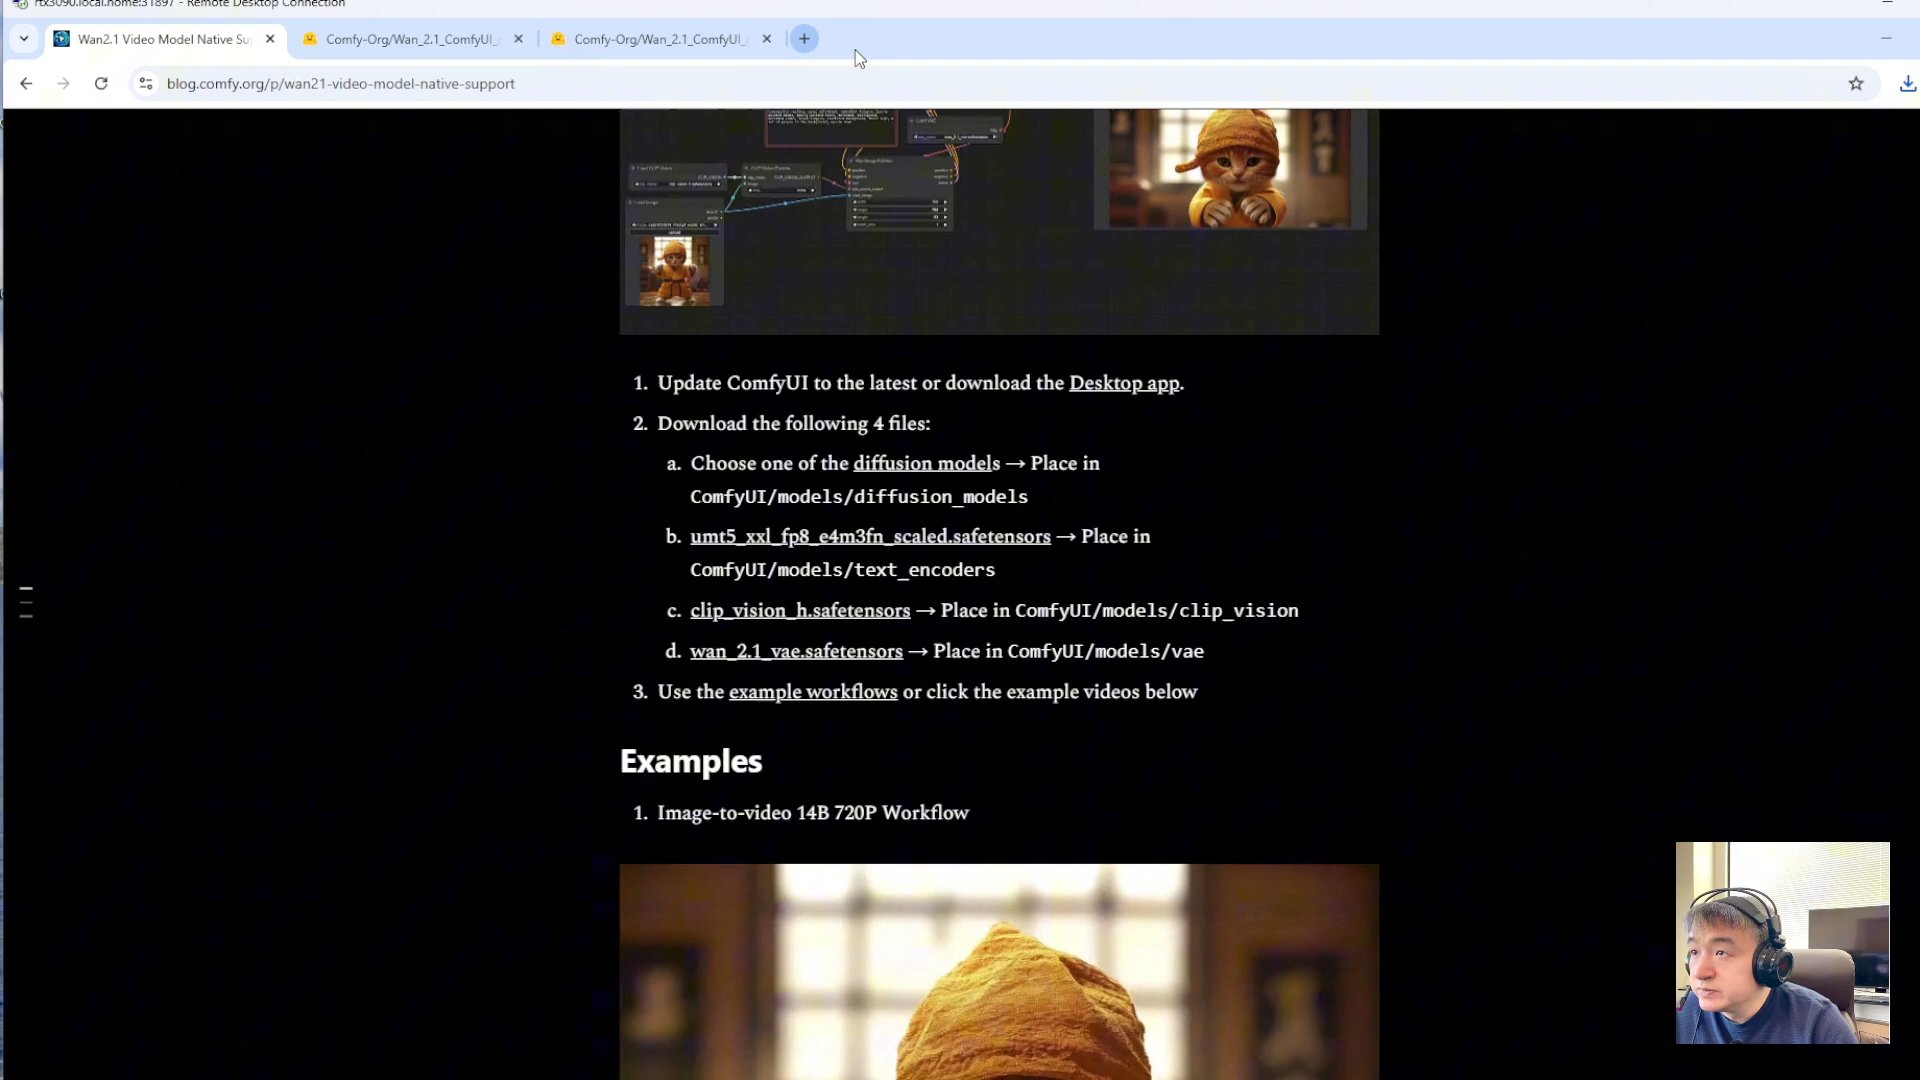 rtx3090.local.home:31897 - Remote Desktop Connection
Wan2.1 Video Model Native Su
Comfy-Org/Wan_2.1_ComfyUI_
Comfy-Org/Wan_2.1_ComfyUI_
blog.comfy.org/p/wan21-video-model-native-support
1. Update ComfyUI to the latest or download the Desktop app.
2. Download the following 4 files:
a. Choose one of the diffusion models → Place in
ComfyUI/models/diffusion_models
b. umt5_xxl_fp8_e4m3fn_scaled.safetensors → Place in
ComfyUI/models/text_encoders
c. clip_vision_h.safetensors → Place in ComfyUI/models/clip_vision
d. wan_2.1_vae.safetensors → Place in ComfyUI/models/vae
3. Use the example workflows or click the example videos below
Examples
1. Image-to-video 14B 720P Workflow